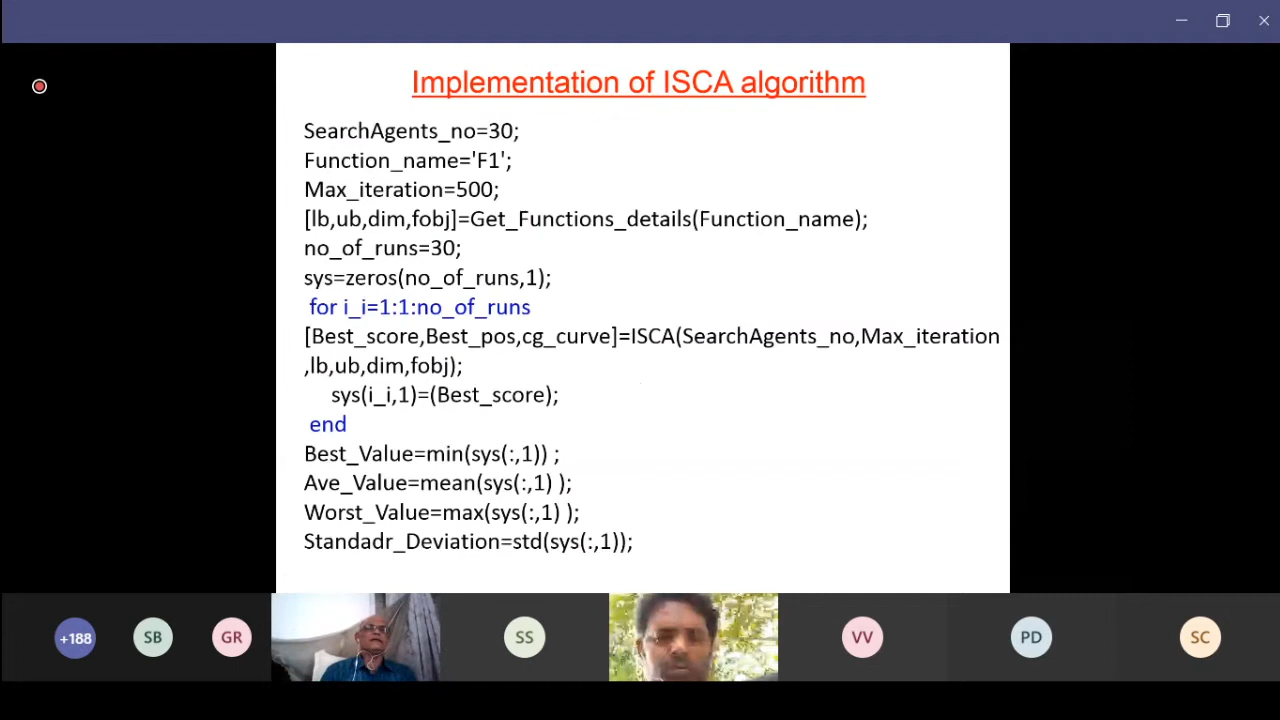 Implementation of ISCA algorithm
SearchAgents_no=30;
Function_name='F1';
Max_iteration=500;
[lb,ub,dim,fobj]=Get_Functions_details(Function_name);
no_of_runs=30;
sys=zeros(no_of_runs,1);
for i_i=1:1:no_of_runs
[Best_score,Best_pos,cg_curve]=ISCA(SearchAgents_no,Max_iteration
,lb,ub,dim,fobj);
sys(i_i,1)=(Best_score);
end
Best_Value=min(sys(:,1)) ;
Ave_Value=mean(sys(:,1) );
Worst_Value=max(sys(:,1) );
Standadr_Deviation=std(sys(:,1));
+188 SB GR SS VV PD SC